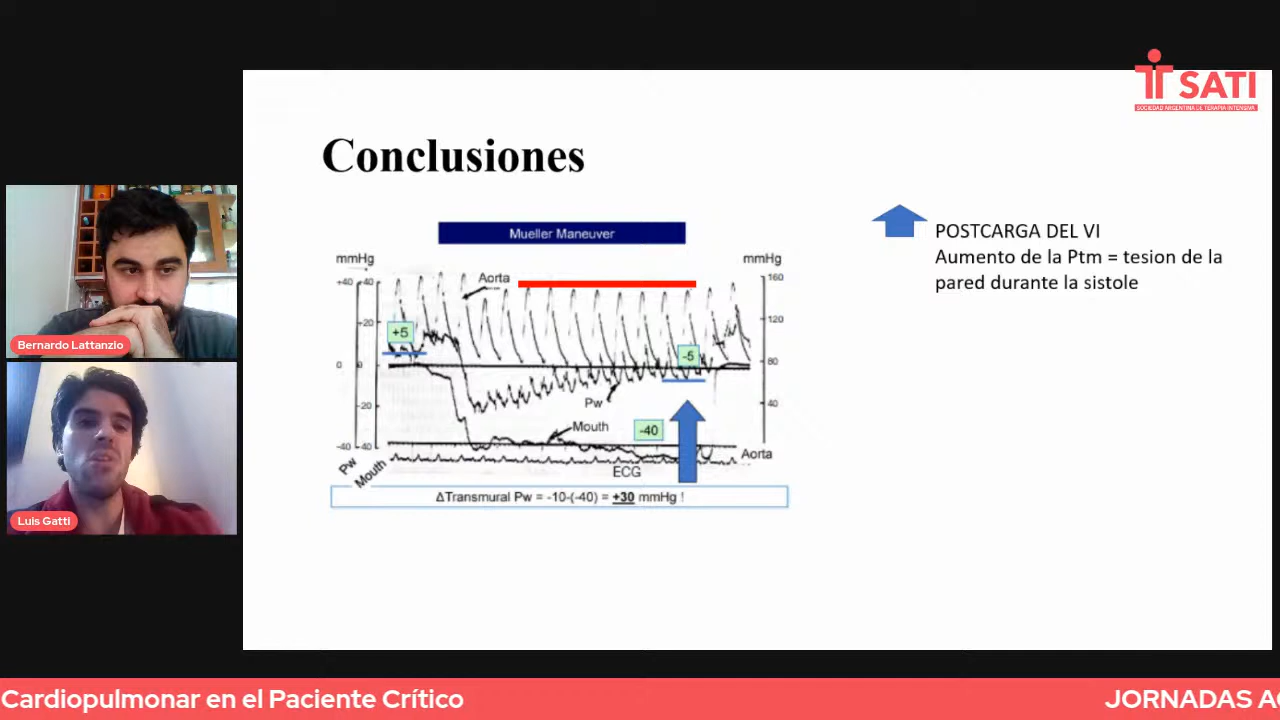 SATI
SOCIEDAD ARGENTINA DE TERAPIA INTENSIVA
Conclusiones
Mueller Maneuver
mmHg
mmHg
+40
+40
Aorta
160
+20
+5
120
0
0
-5
80
Pw
-20
40
Mouth
-40
-40
-40
Aorta
Pw
Mouth
ECG
ΔTransmural Pw = -10-(-40) = +30 mmHg !
POSTCARGA DEL VI
Aumento de la Ptm = tesion de la
pared durante la sistole
Bernardo Lattanzio
Luis Gatti
Cardiopulmonar en el Paciente Crítico
JORNADAS